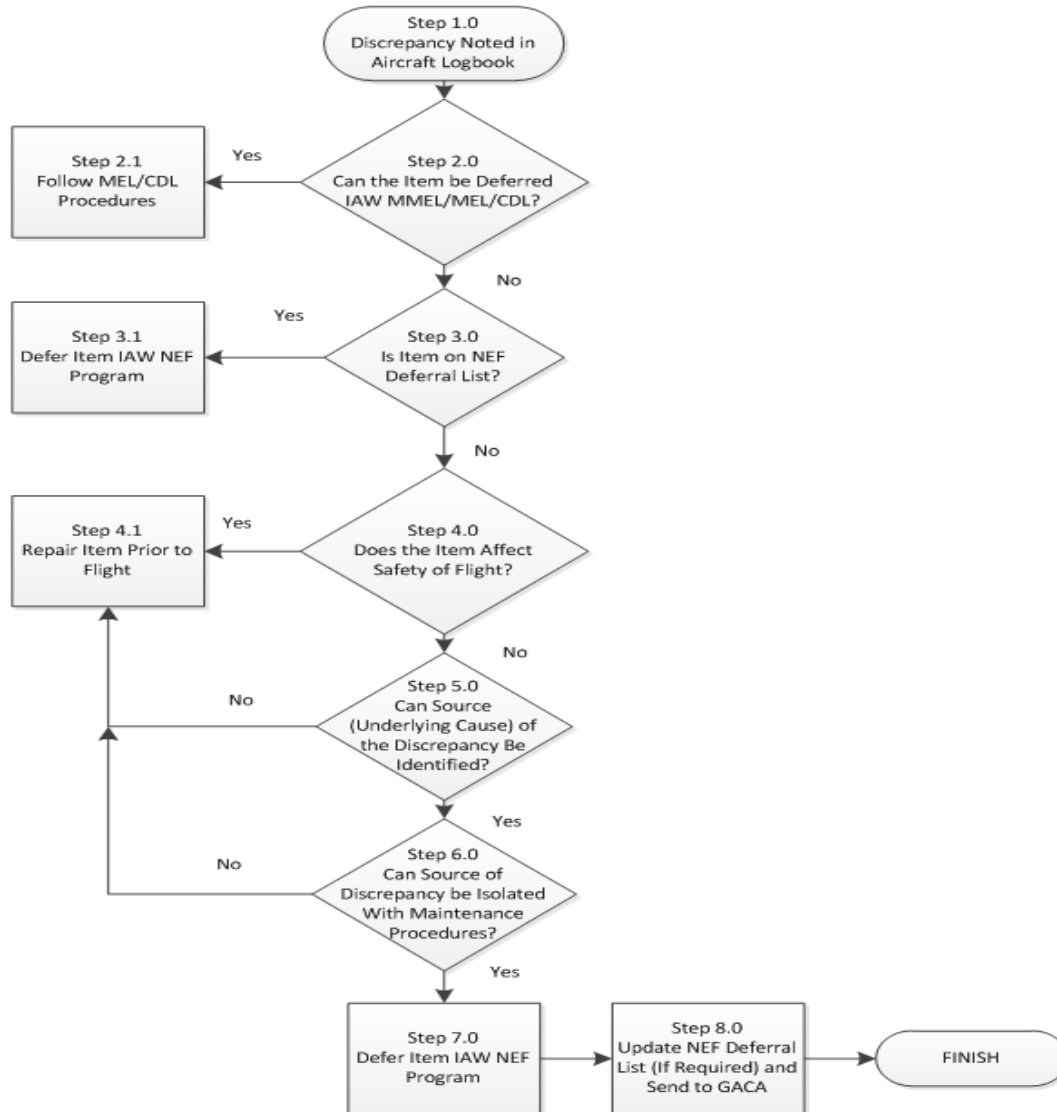 Step 1.0
Discrepancy Noted in
Aircraft Logbook
Step 2.0
Can the Item be Deferred
IAW MMEL/MEL/CDL?
Yes
Step 2.1
Follow MEL/CDL
Procedures
No
Step 3.0
Is Item on NEF
Deferral List?
Yes
Step 3.1
Defer Item IAW NEF
Program
No
Step 4.0
Does the Item Affect
Safety of Flight?
Yes
Step 4.1
Repair Item Prior to
Flight
No
Step 5.0
Can Source
(Underlying Cause) of
the Discrepancy Be
Identified?
No
Yes
Step 6.0
Can Source of
Discrepancy be Isolated
With Maintenance
Procedures?
No
Yes
Step 7.0
Defer Item IAW NEF
Program
Step 8.0
Update NEF Deferral
List (If Required) and
Send to GACA
FINISH